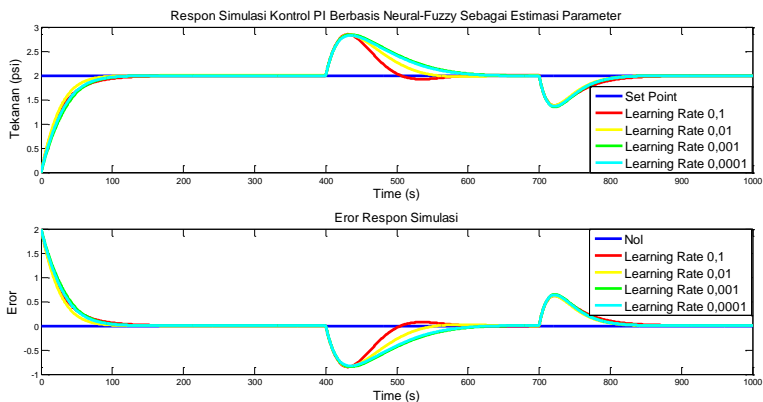 Respon Simulasi Kontrol PI Berbasis Neural-Fuzzy Sebagai Estimasi Parameter
Tekanan (psi)
3
2.5
2
1.5
1
0.5
0
0 100 200 300 400 500 600 700 800 900 1000
Time (s)
Set Point
Learning Rate 0,1
Learning Rate 0,01
Learning Rate 0,001
Learning Rate 0,0001
Eror Respon Simulasi
Eror
2
1.5
1
0.5
0
-0.5
-1
0 100 200 300 400 500 600 700 800 900 1000
Time (s)
Nol
Learning Rate 0,1
Learning Rate 0,01
Learning Rate 0,001
Learning Rate 0,0001